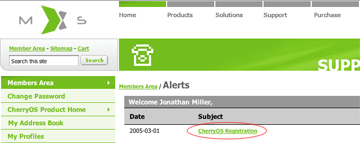 M X S
Home Products Solutions Support Purchase
Member Area - Sitemap - Cart
Search this site Search
SUPP
Members Area
Change Password
CherryOS Product Home
My Address Book
My Profiles
Members Area / Alerts
Welcome Jonathan Miller,
Date Subject
2005-03-01 CherryOS Registration